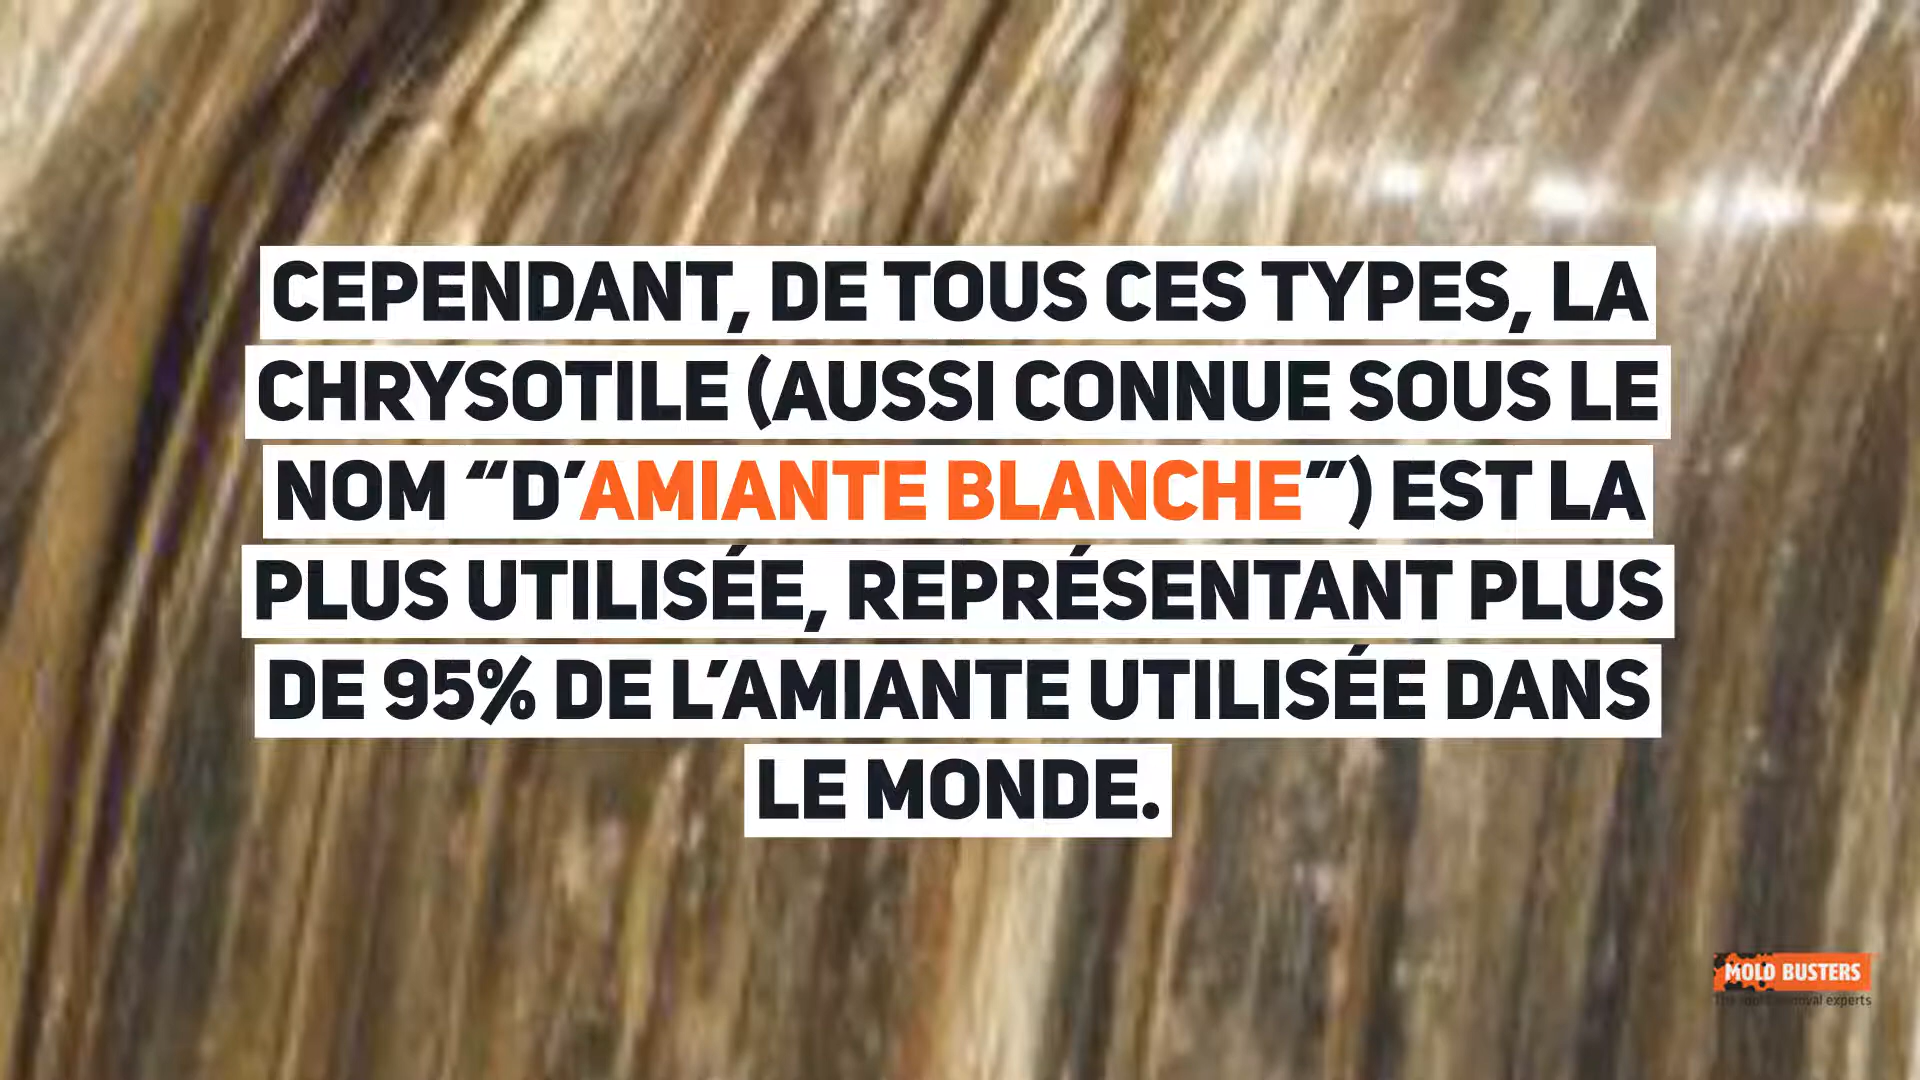 CEPENDANT, DE TOUS CES TYPES, LA
CHRYSOTILE (AUSSI CONNUE SOUS LE
NOM “D’AMIANTE BLANCHE”) EST LA
PLUS UTILISÉE, REPRÉSENTANT PLUS
DE 95% DE L’AMIANTE UTILISÉE DANS
LE MONDE.
MOLD BUSTERS
experts